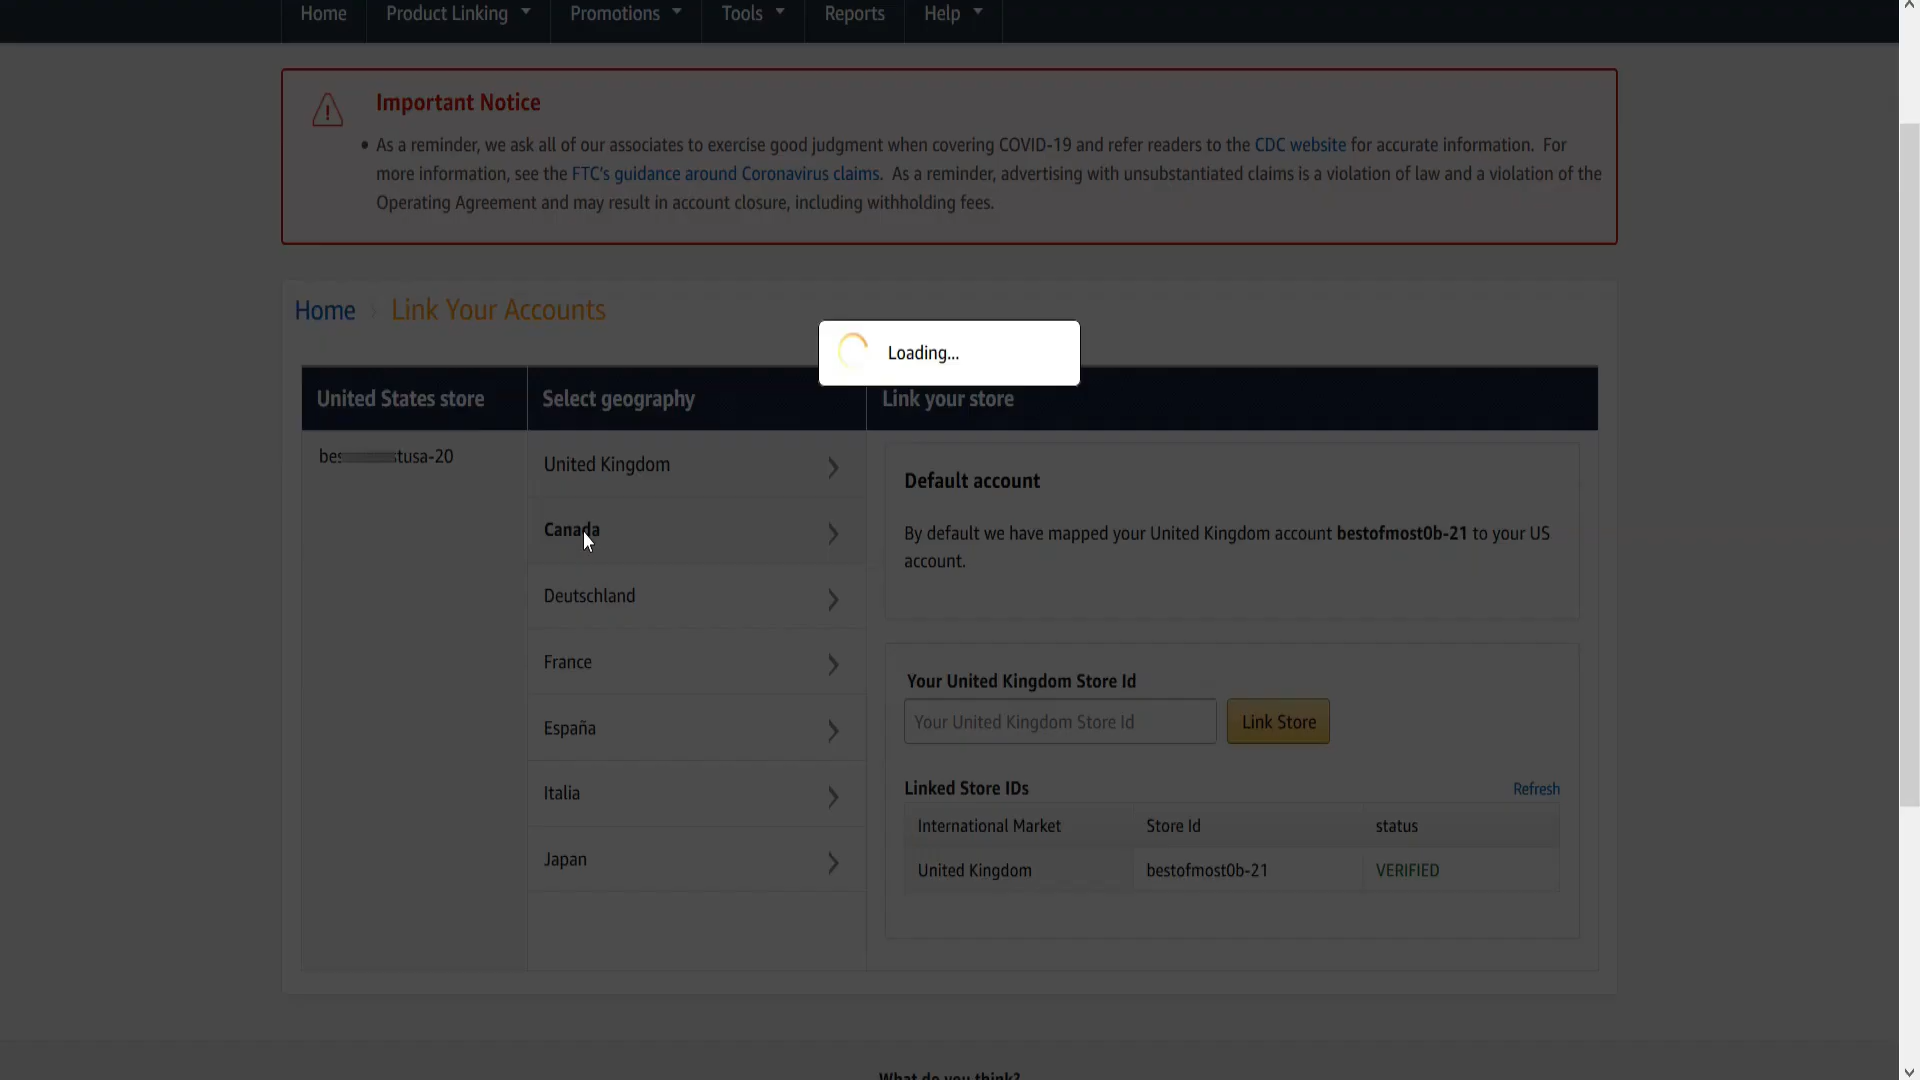 Home Product Linking Promotions Tools Reports Help
Important Notice
• As a reminder, we ask all of our associates to exercise good judgment when covering COVID-19 and refer readers to the CDC website for accurate information. For
more information, see the FTC's guidance around Coronavirus claims. As a reminder, advertising with unsubstantiated claims is a violation of law and a violation of the
Operating Agreement and may result in account closure, including withholding fees.
Home › Link Your Accounts
Loading...
United States store
Select geography
Link your store
tusa-20
United Kingdom
Canada
Deutschland
France
España
Italia
Japan
Default account
By default we have mapped your United Kingdom account bestofmost0b-21 to your US
account.
Your United Kingdom Store Id
Your United Kingdom Store Id
Link Store
Linked Store IDs
Refresh
International Market Store Id status
United Kingdom bestofmost0b-21 VERIFIED
What do you think?